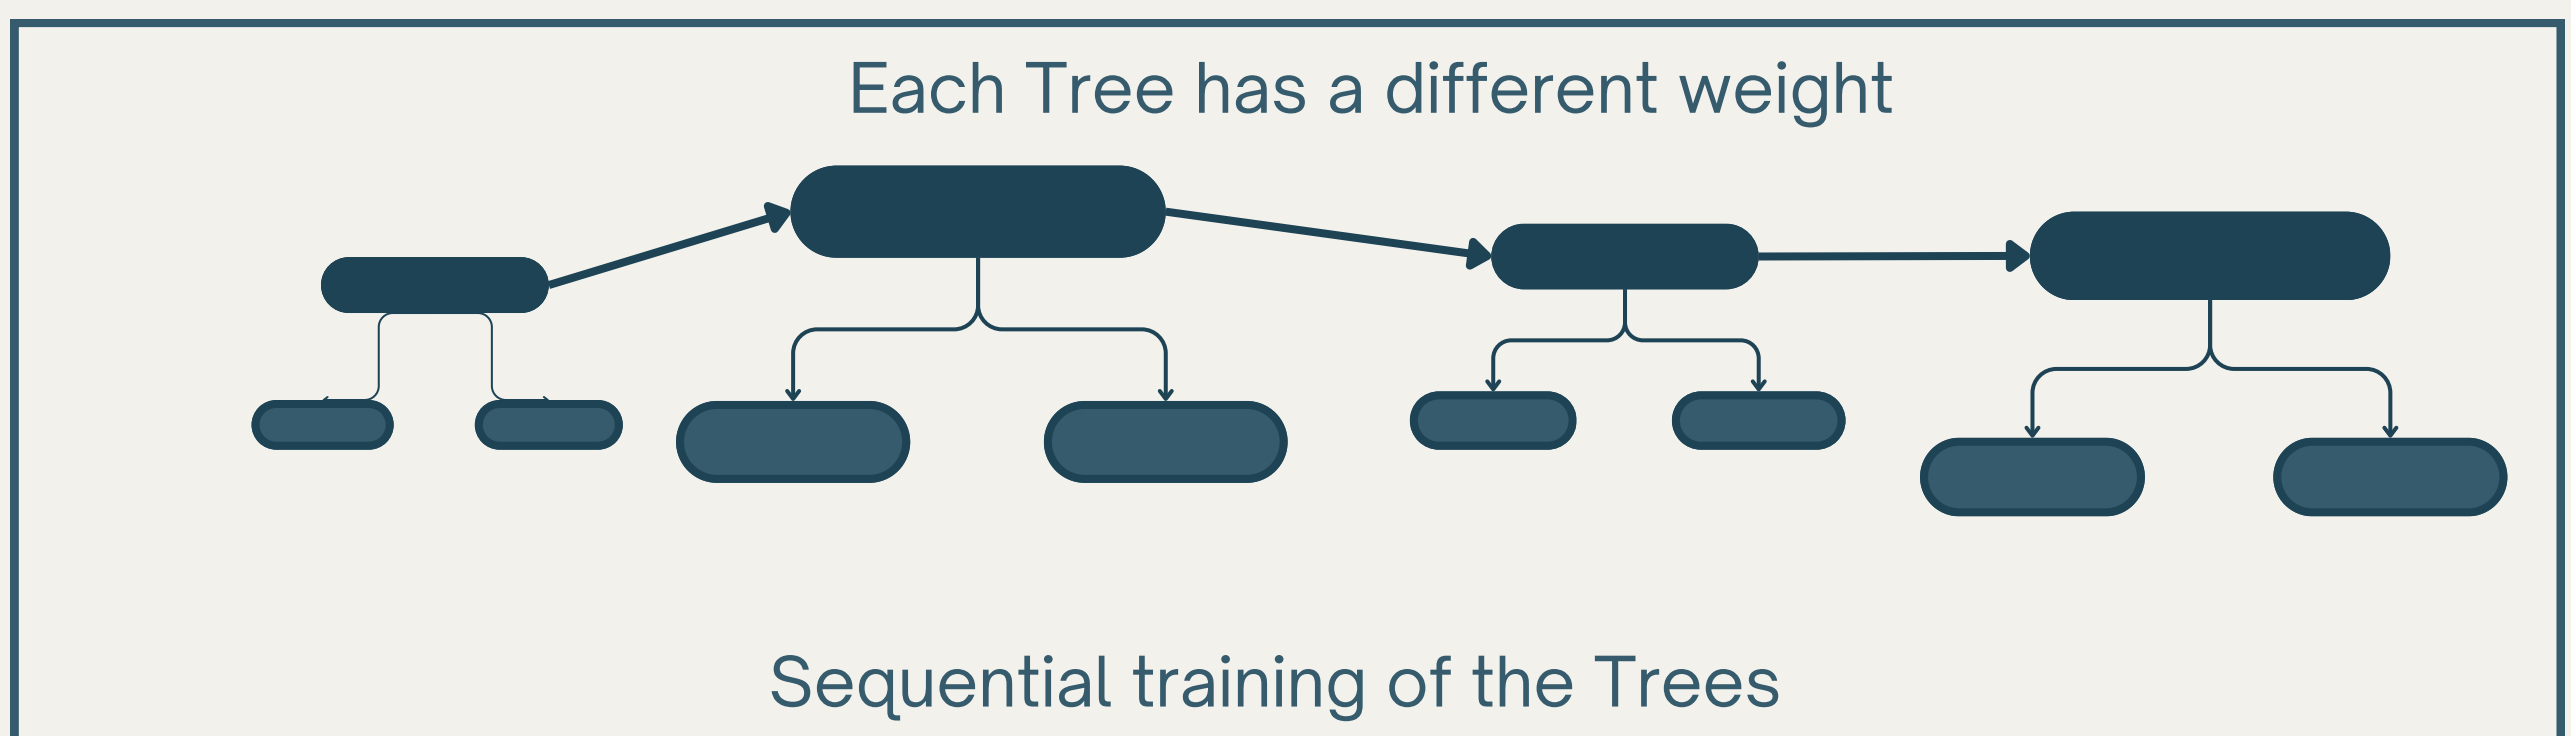 Each Tree has a different weight
Sequential training of the Trees